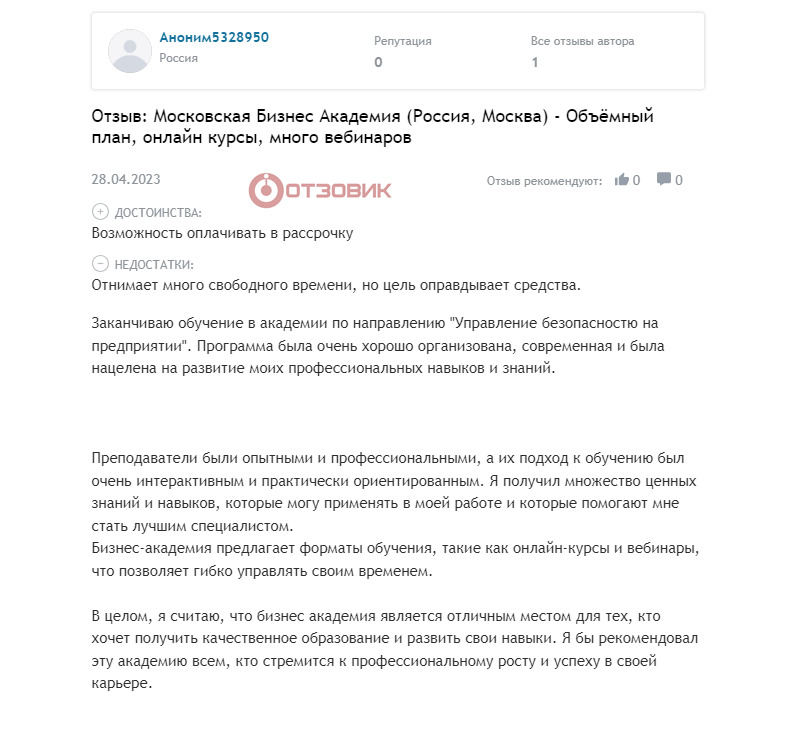 Аноним5328950
Россия
Репутация
0
Все отзывы автора
1
Отзыв: Московская Бизнес Академия (Россия, Москва) - Объёмный
план, онлайн курсы, много вебинаров
28.04.2023
ОТЗОВИК
Отзыв рекомендуют: 0 0
ДОСТОИНСТВА:
Возможность оплачивать в рассрочку
НЕДОСТАТКИ:
Отнимает много свободного времени, но цель оправдывает средства.
Заканчиваю обучение в академии по направлению "Управление безопасностю на
предприятии". Программа была очень хорошо организована, современная и была
нацелена на развитие моих профессиональных навыков и знаний.
Преподаватели были опытными и профессиональными, а их подход к обучению был
очень интерактивным и практически ориентированным. Я получил множество ценных
знаний и навыков, которые могу применять в моей работе и которые помогают мне
стать лучшим специалистом.
Бизнес-академия предлагает форматы обучения, такие как онлайн-курсы и вебинары,
что позволяет гибко управлять своим временем.
В целом, я считаю, что бизнес академия является отличным местом для тех, кто
хочет получить качественное образование и развить свои навыки. Я бы рекомендовал
эту академию всем, кто стремится к профессиональному росту и успеху в своей
карьере.